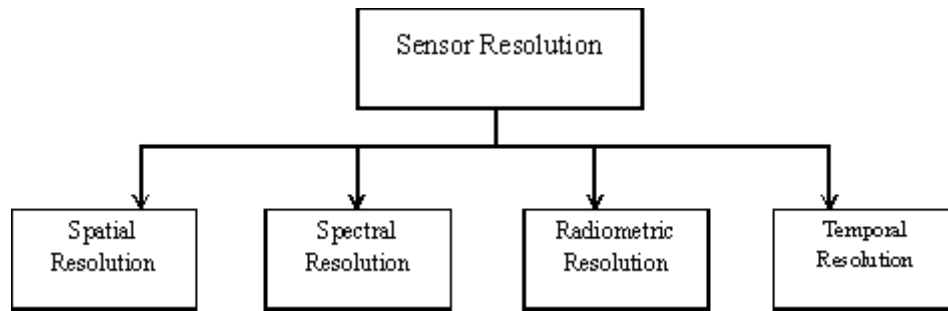 Sensor Resolution
Spatial
Resolution
Spectral
Resolution
Radiometric
Resolution
Temporal
Resolution